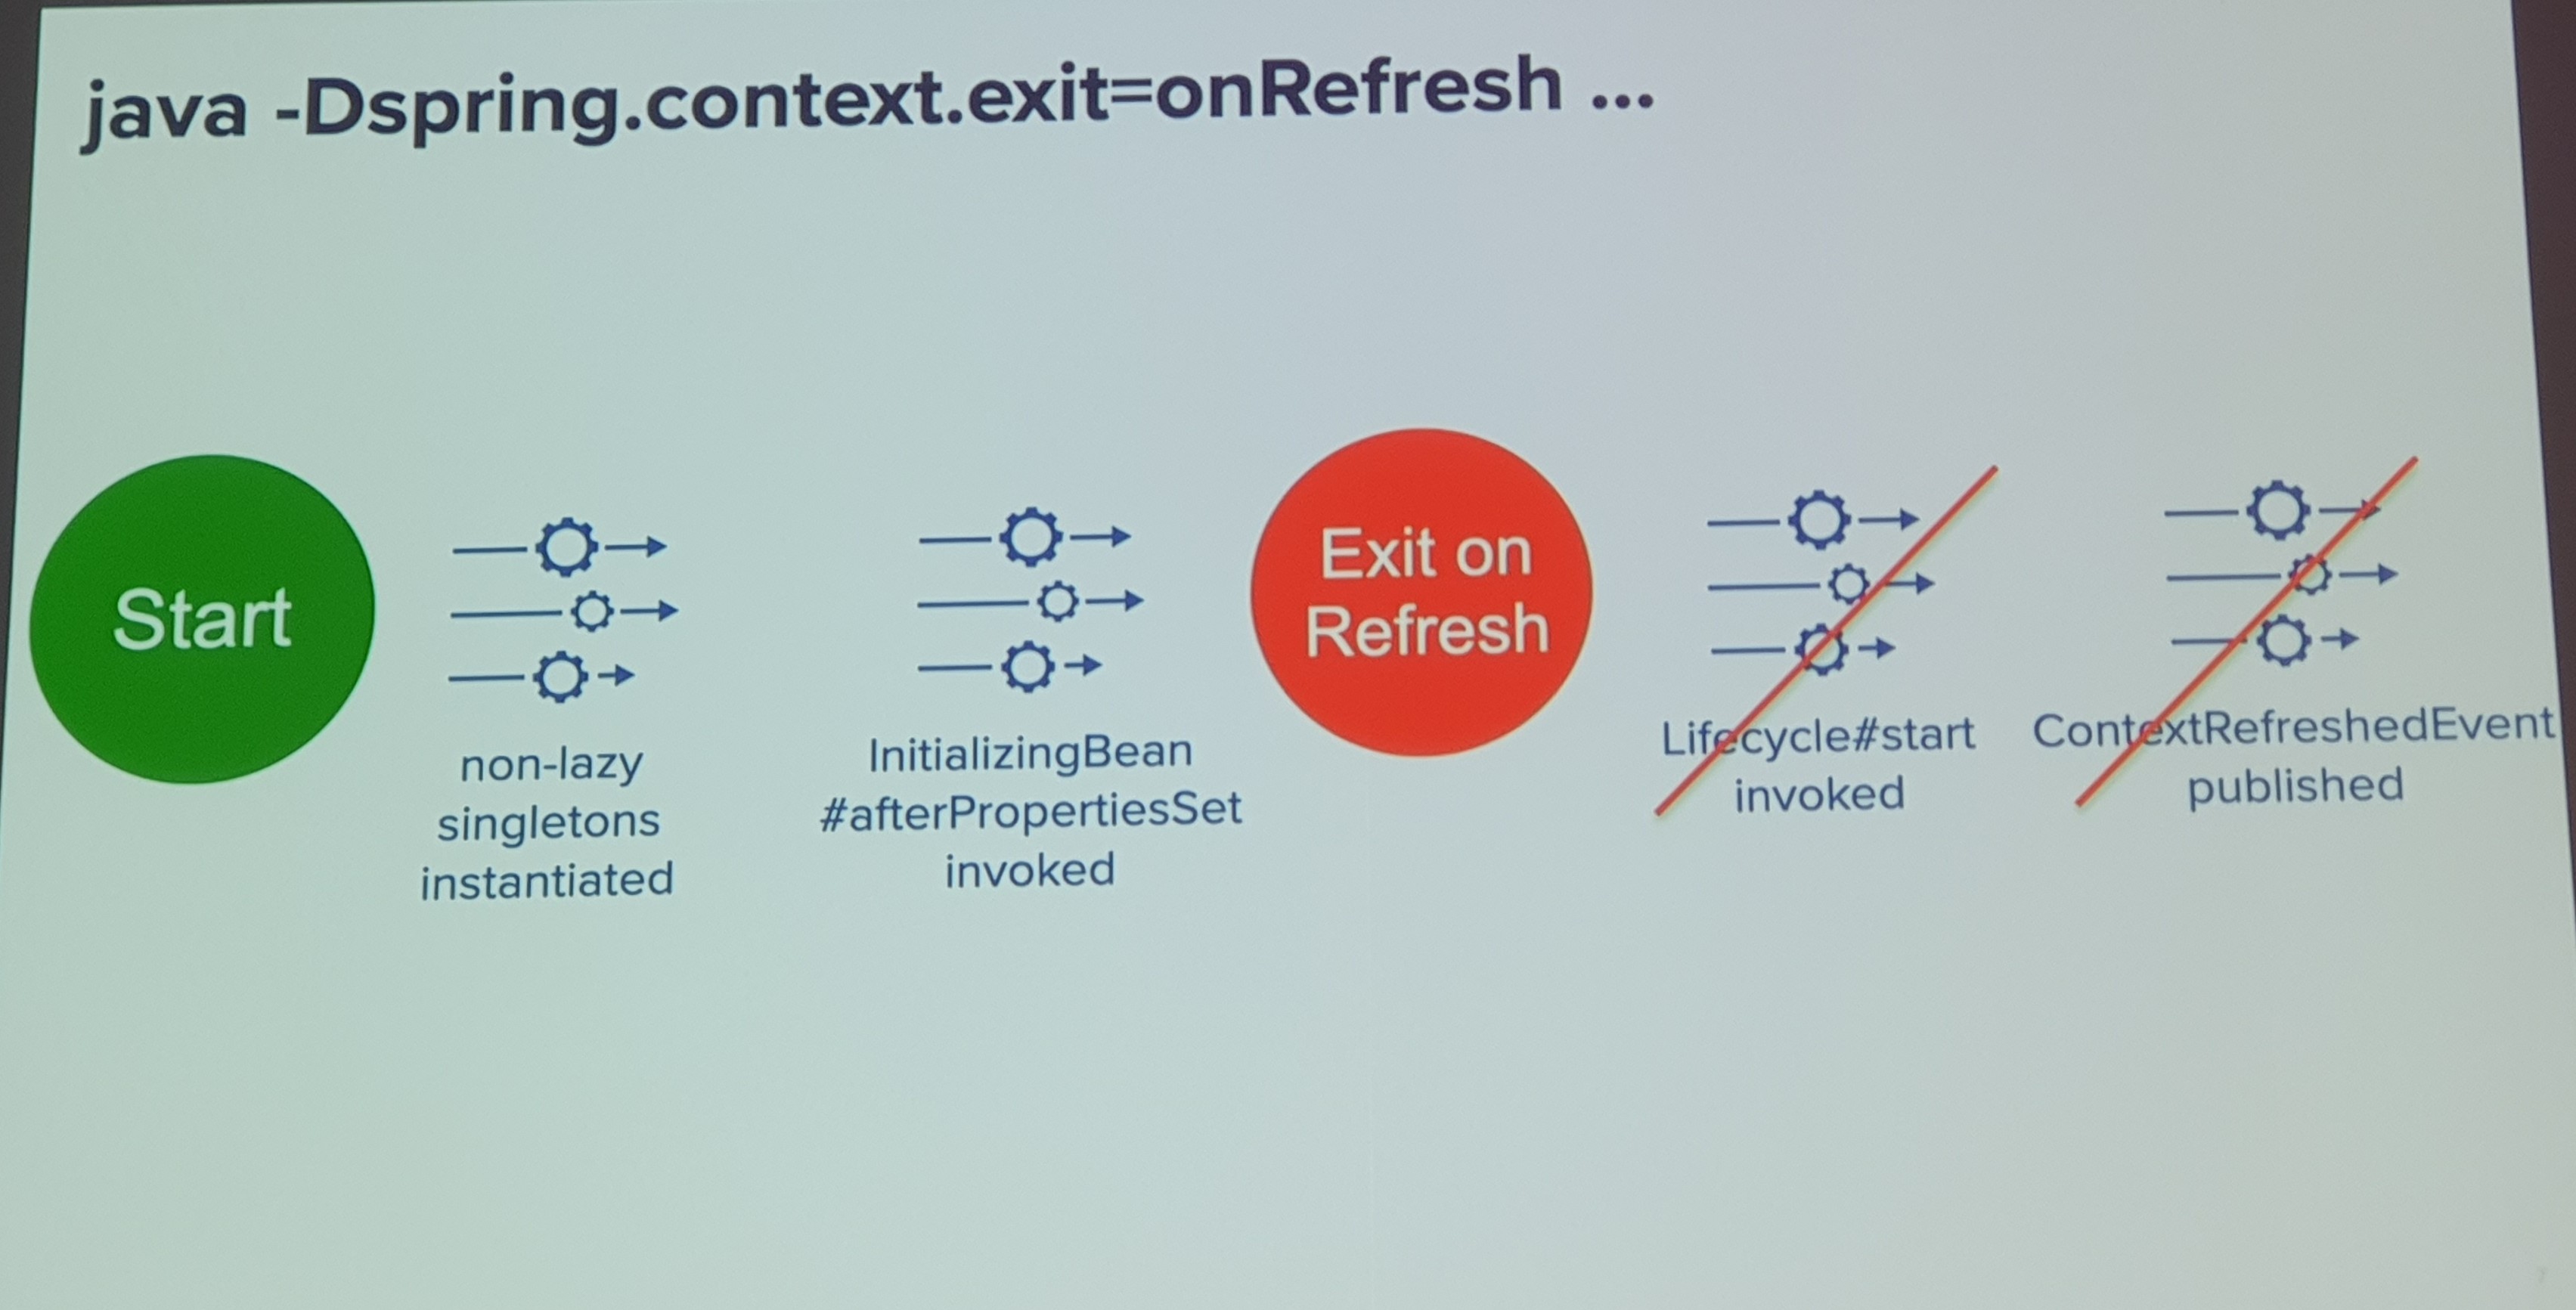 java -Dspring.context.exit=onRefresh ...
Start
non-lazy
singletons
instantiated
InitializingBean
#afterPropertiesSet
invoked
Exit on
Refresh
Lifecycle#start
invoked
ContextRefreshedEvent
published